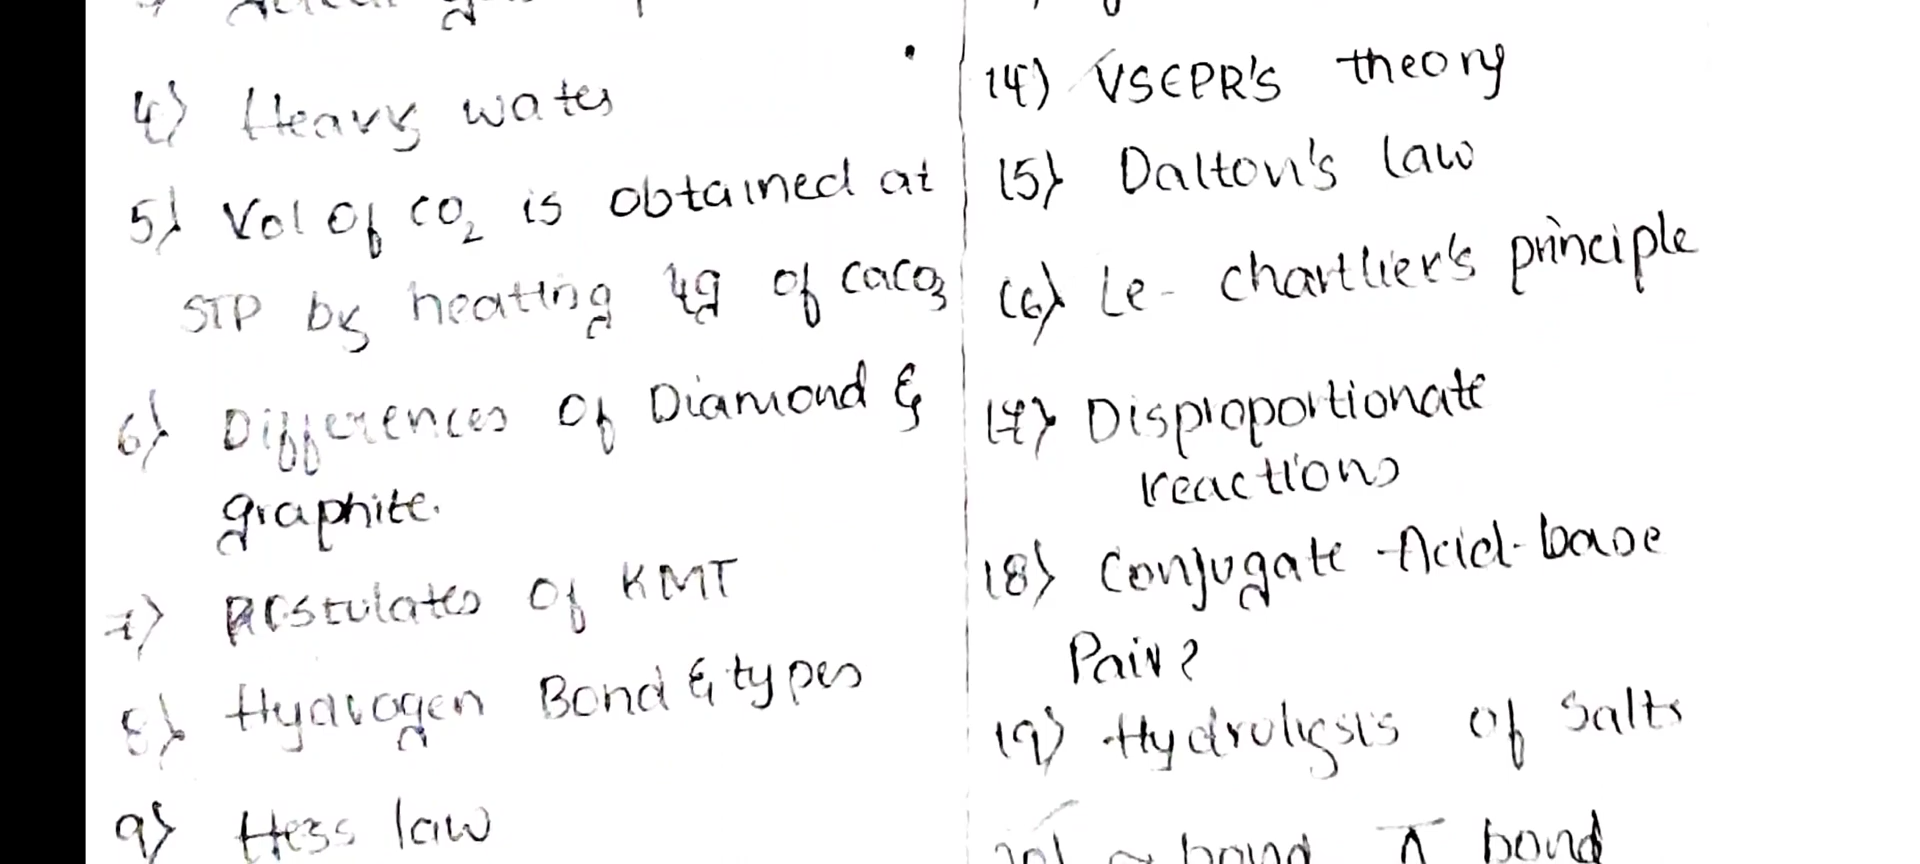 4) Heavy water
5) Vol of CO2 is obtained at
STP by heating 4g of CaCO3
6) Differences of Diamond &
graphite.
7) Postulates of KMT
8) Hydrogen Bond & types
9) Hess law
14) VSEPR's theory
15) Dalton's law
16) Le - chartlier's principle
17) Disproportionate
reactions
18) Conjugate - Acid - base
Pair?
19) Hydrolysis of Salts
bond π bond